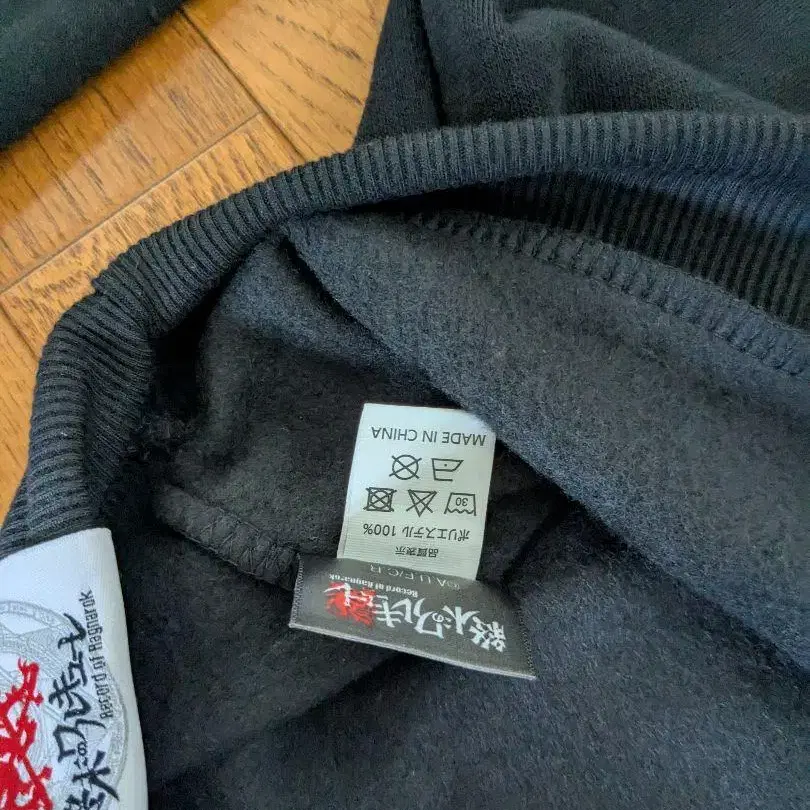 品質表示
ポリエステル 100%
30
MADE IN CHINA
©A,U,F/C,R
終末のワルキューレ
Record of Ragnarok
終末のワルキューレ
Record of Ragnarok